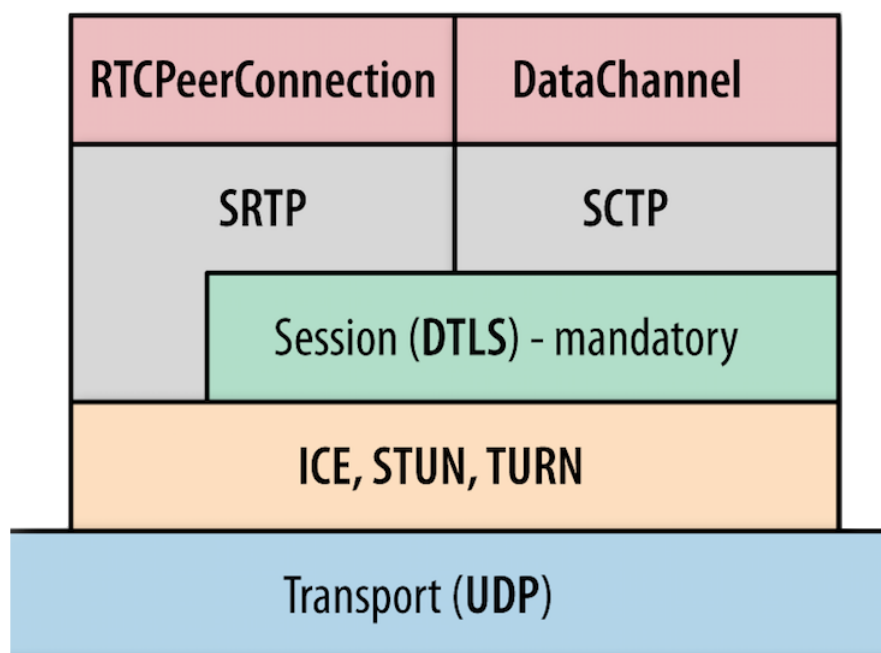 RTCPeerConnection DataChannel
SRTP SCTP
Session (DTLS) - mandatory
ICE, STUN, TURN
Transport (UDP)